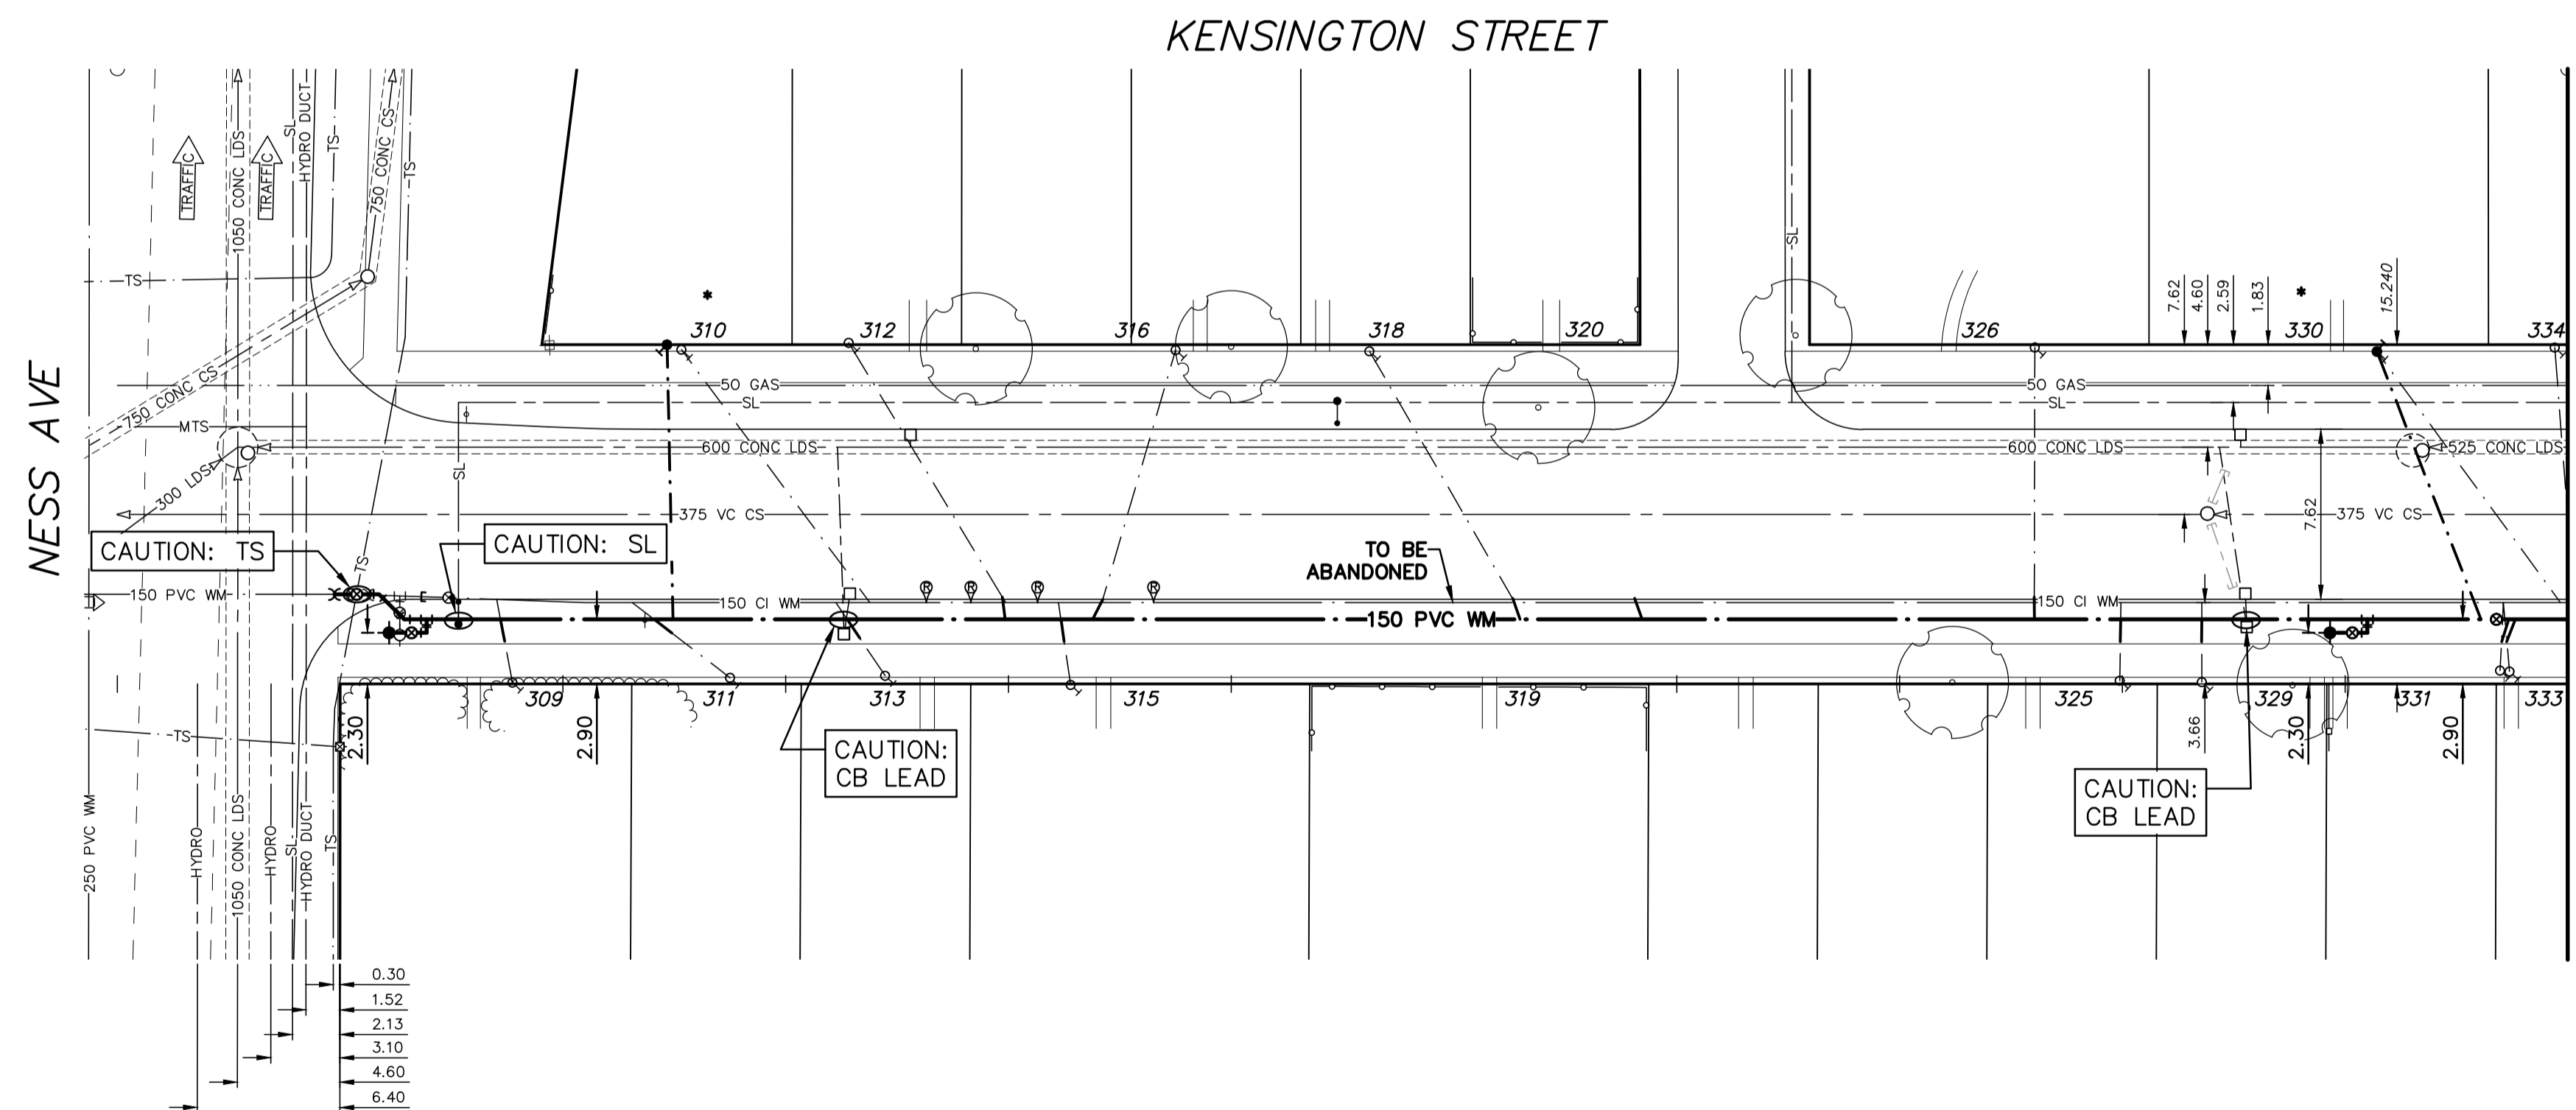 KENSINGTON STREET
NESS AVE
TRAFFIC
1050 CONC LDS
TRAFFIC
SL
HYDRO DUCT
TS
750 CONC CS
TS
TS
SL
*
310
312
316
318
320
326
7.62
4.60
2.59
1.83
*
330
15.240
334
50 GAS
50 GAS
SL
SL
750 CONC CS
MTS
600 CONC LDS
600 CONC LDS
525 CONC LDS
300 LDS
SL
375 VC CS
375 VC CS
7.62
CAUTION: TS
CAUTION: SL
TS
TO BE
ABANDONED
R
R
R
R
150 PVC WM
150 CI WM
150 CI WM
E
150 PVC WM
309
311
313
315
319
325
329
331
333
2.30
2.90
3.66
2.30
2.90
TS
CAUTION:
CB LEAD
CAUTION:
CB LEAD
250 PVC WM
HYDRO
1050 CONC LDS
HYDRO
SL
HYDRO DUCT
TS
0.30
1.52
2.13
3.10
4.60
6.40